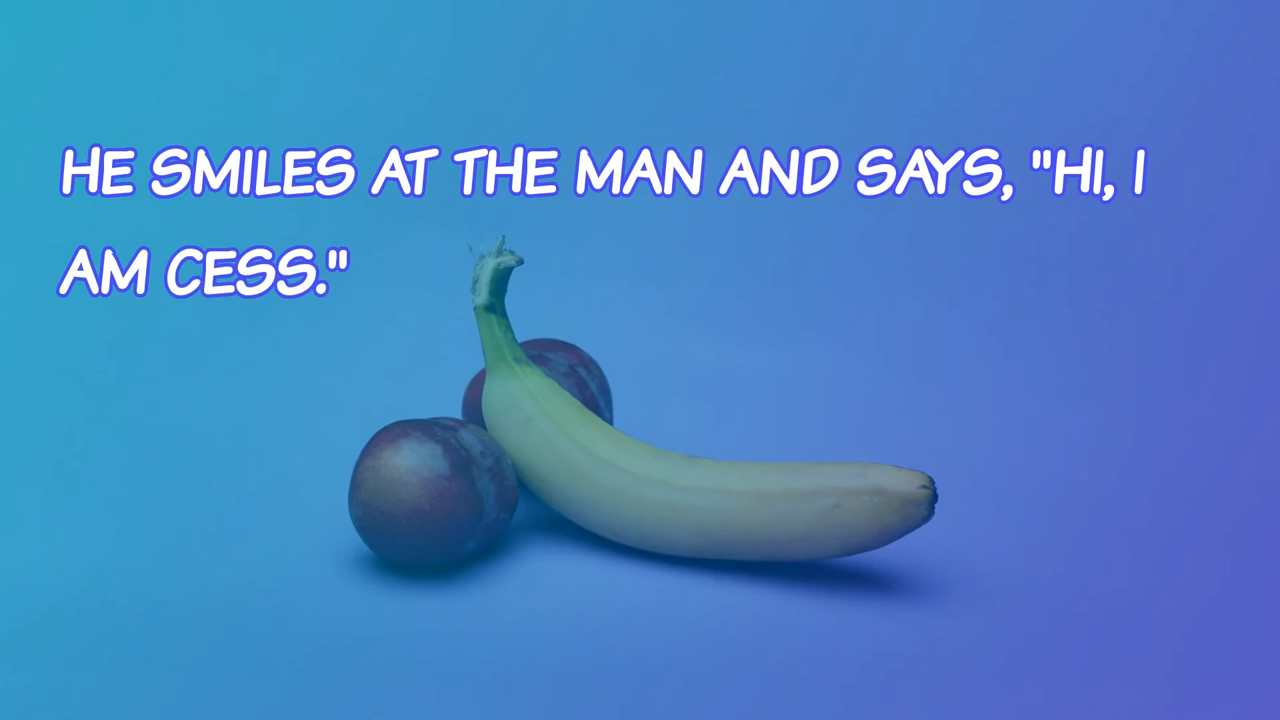 HE SMILES AT THE MAN AND SAYS, "HI, I
AM CESS."